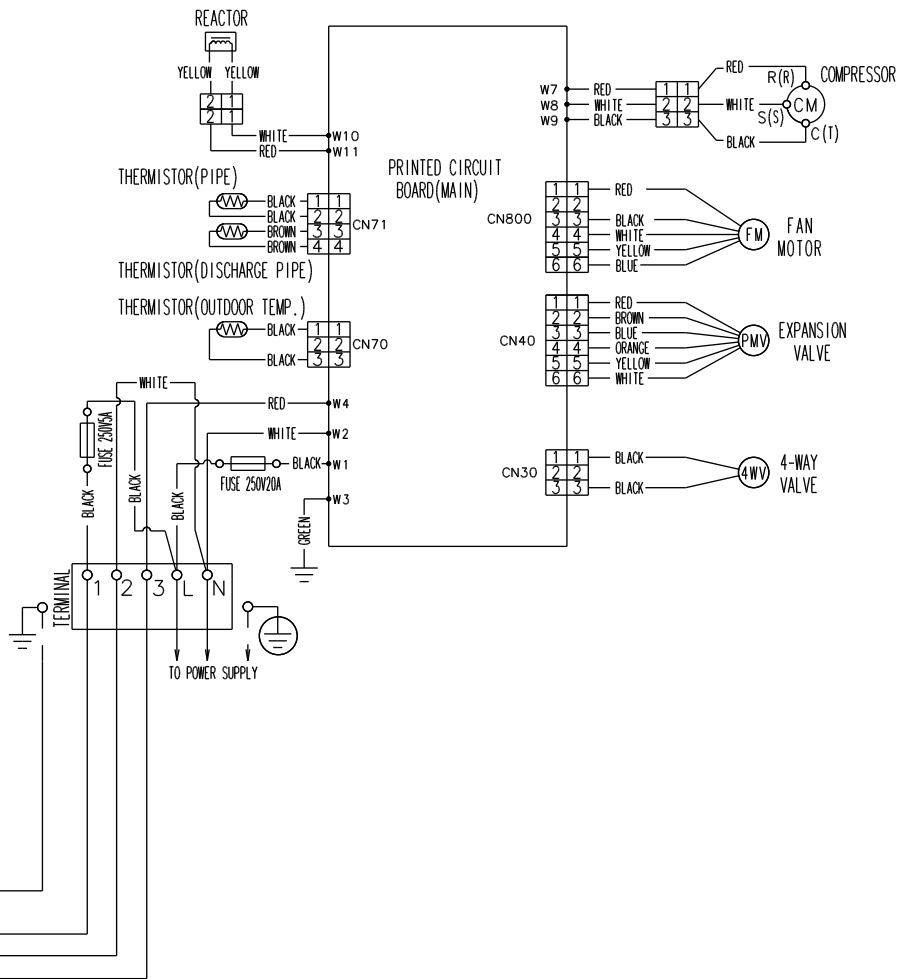 REACTOR
YELLOW YELLOW
2 1
2 1
WHITE W10
RED W11
THERMISTOR(PIPE)
BLACK 1 1
BLACK 2 2
BROWN 3 3
BROWN 4 4
CN71
THERMISTOR(DISCHARGE PIPE)
THERMISTOR(OUTDOOR TEMP.)
BLACK 1 1
2 2
BLACK 3 3
CN70
WHITE
RED W4
WHITE W2
BLACK W1
FUSE 250V20A
W3
GREEN
FUSE 250V5A
BLACK
BLACK
BLACK
TERMINAL
1 2 3 L N
TO POWER SUPPLY
PRINTED CIRCUIT
BOARD(MAIN)
W7 RED 1 1
W8 WHITE 2 2
W9 BLACK 3 3
RED
WHITE
BLACK
R(R)
S(S)
C(T)
CM
COMPRESSOR
CN800
1 1 RED
2 2
3 3 BLACK
4 4 WHITE
5 5 YELLOW
6 6 BLUE
FM
FAN
MOTOR
CN40
1 1 RED
2 2 BROWN
3 3 BLUE
4 4 ORANGE
5 5 YELLOW
6 6 WHITE
PMV
EXPANSION
VALVE
CN30
1 1 BLACK
2 2
3 3 BLACK
4WV
4-WAY
VALVE